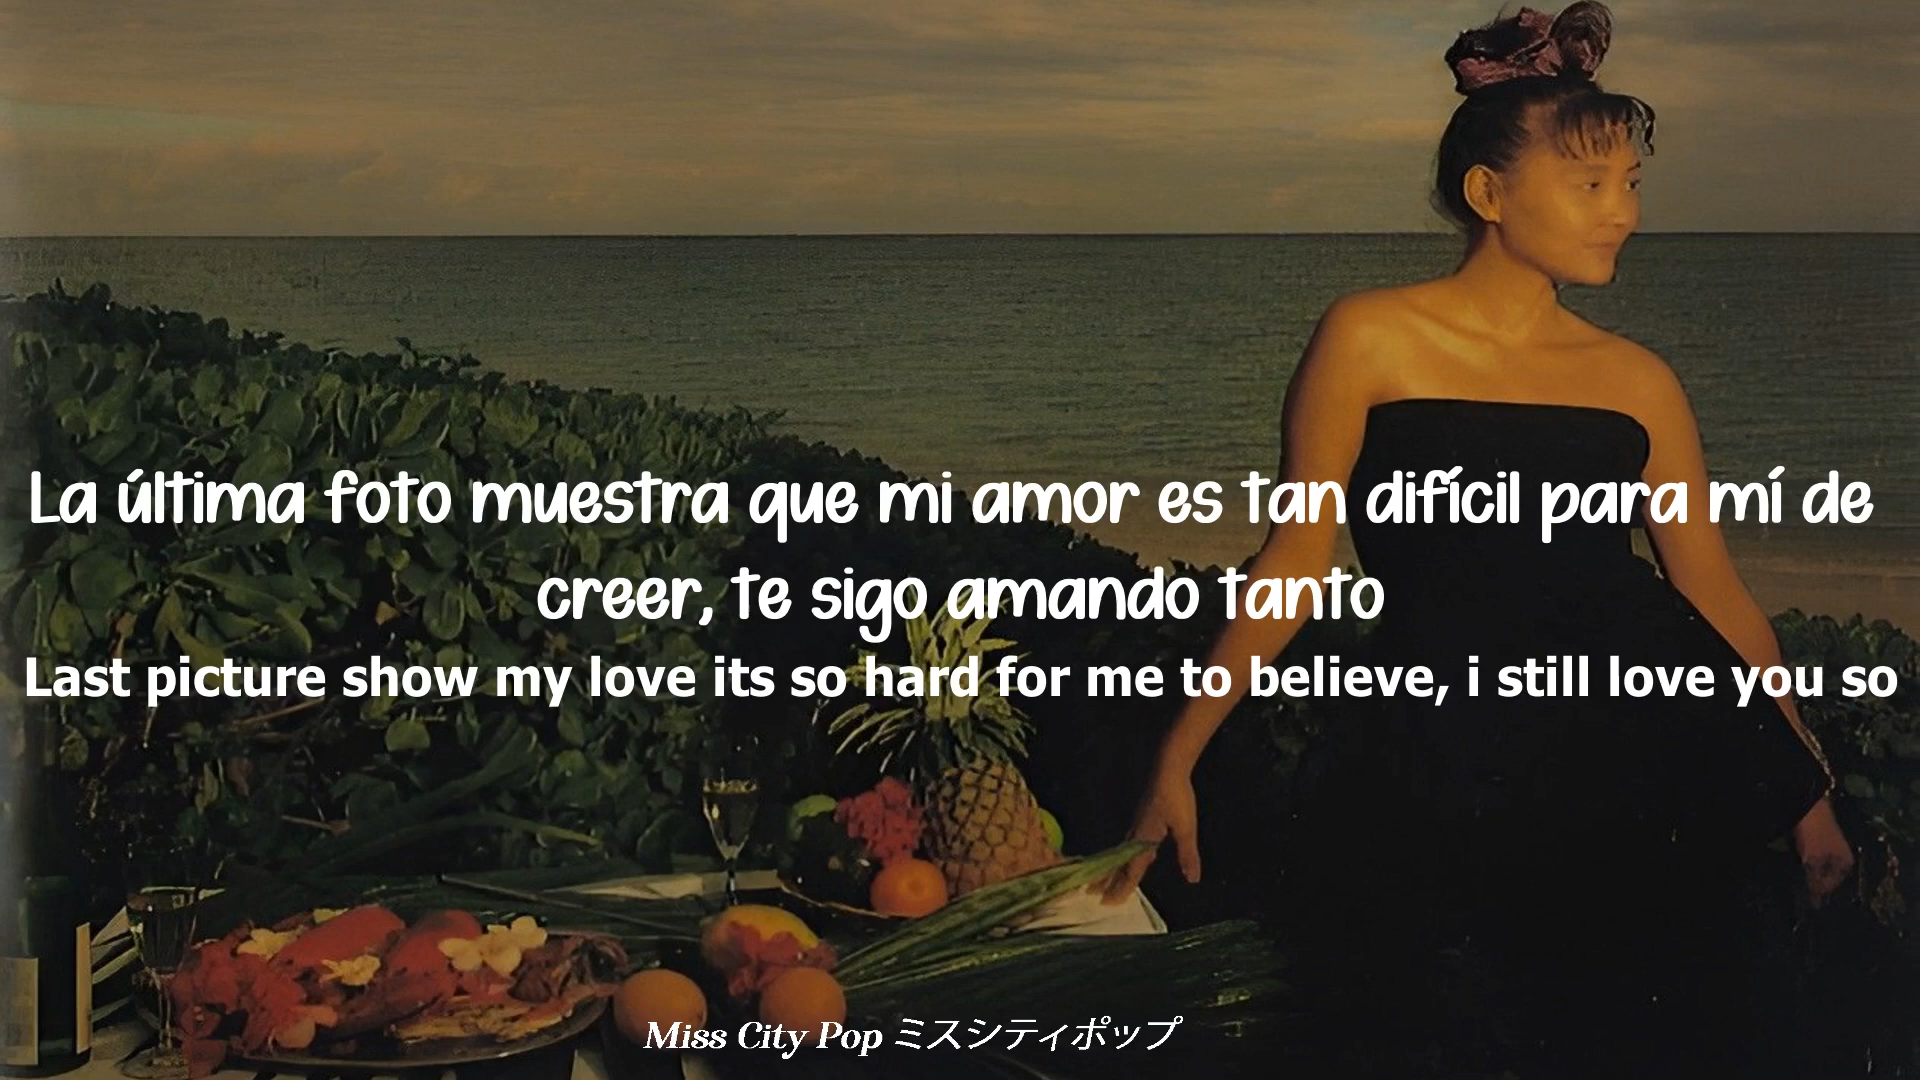 La última foto muestra que mi amor es tan difícil para mí de
creer, te sigo amando tanto
Last picture show my love its so hard for me to believe, i still love you so
Miss City Pop ミスシティポップ